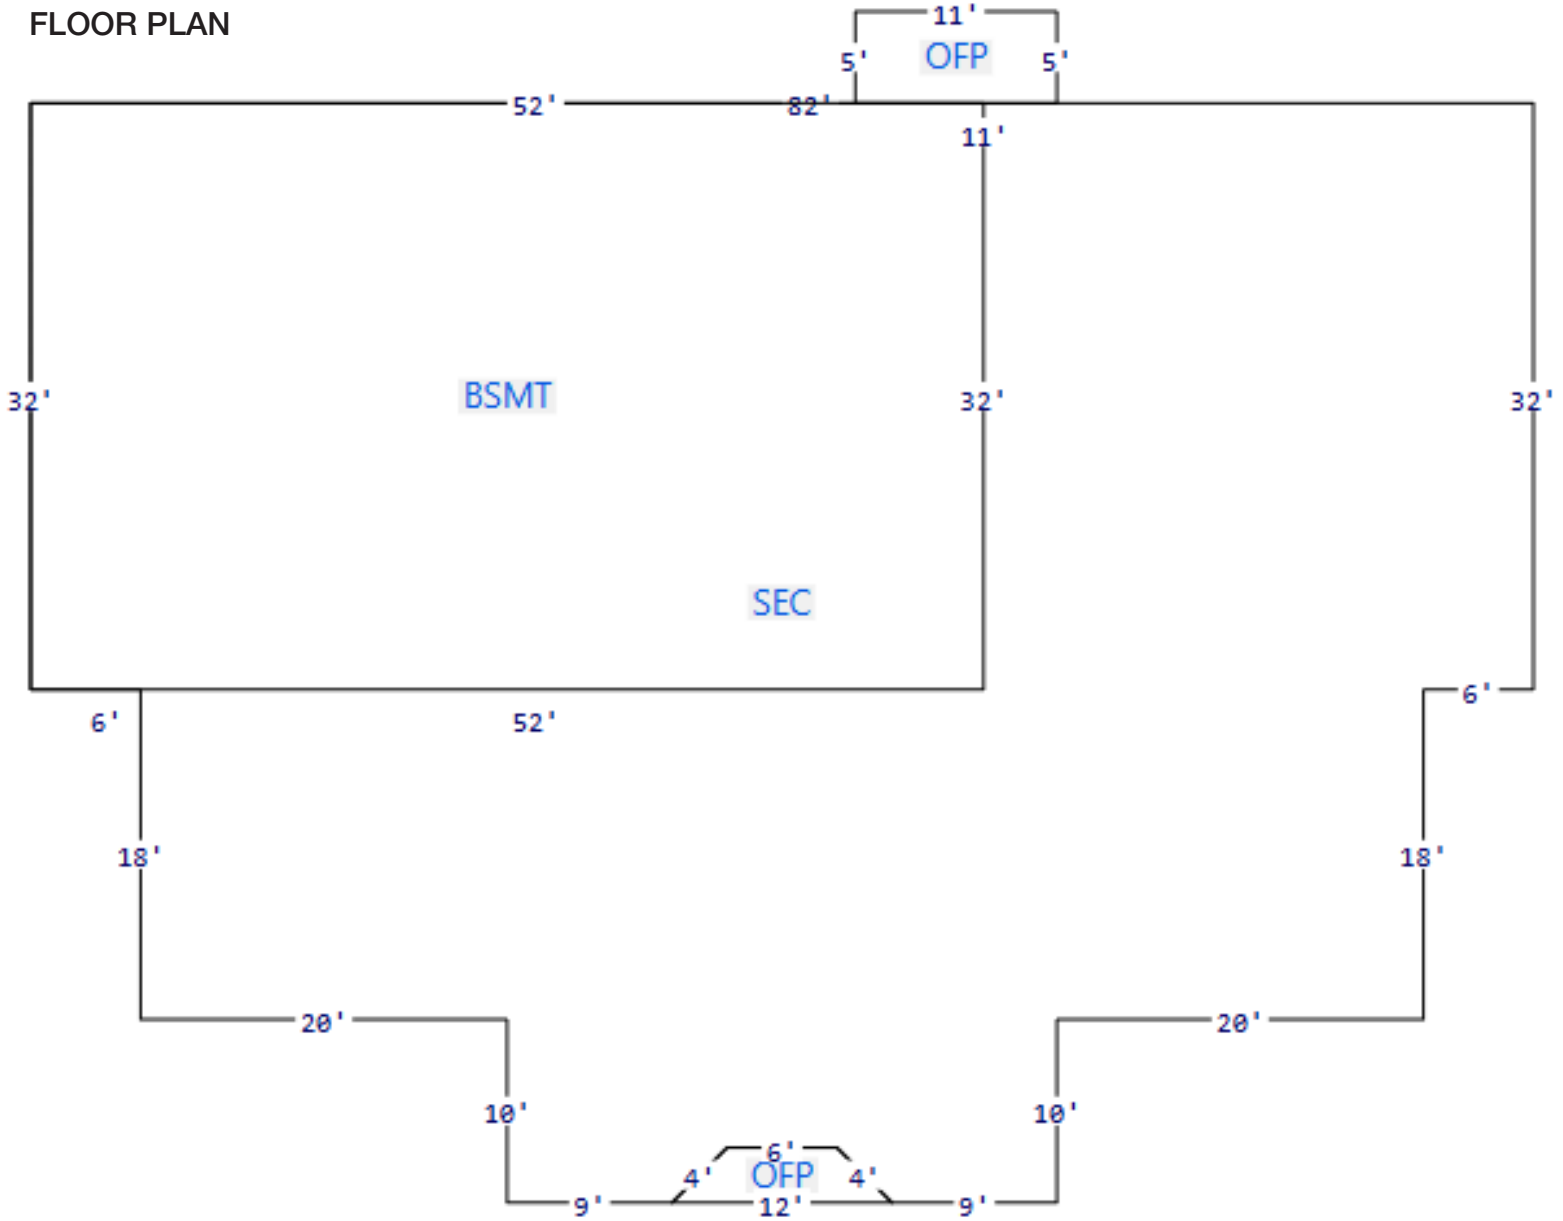 FLOOR PLAN
11'
5' OFP 5'
52' 82'
11'
BSMT
32' 32' 32'
SEC
6' 52' 6'
18' 18'
20' 20'
10' 10'
6'
4' OFP 4'
9' 12' 9'